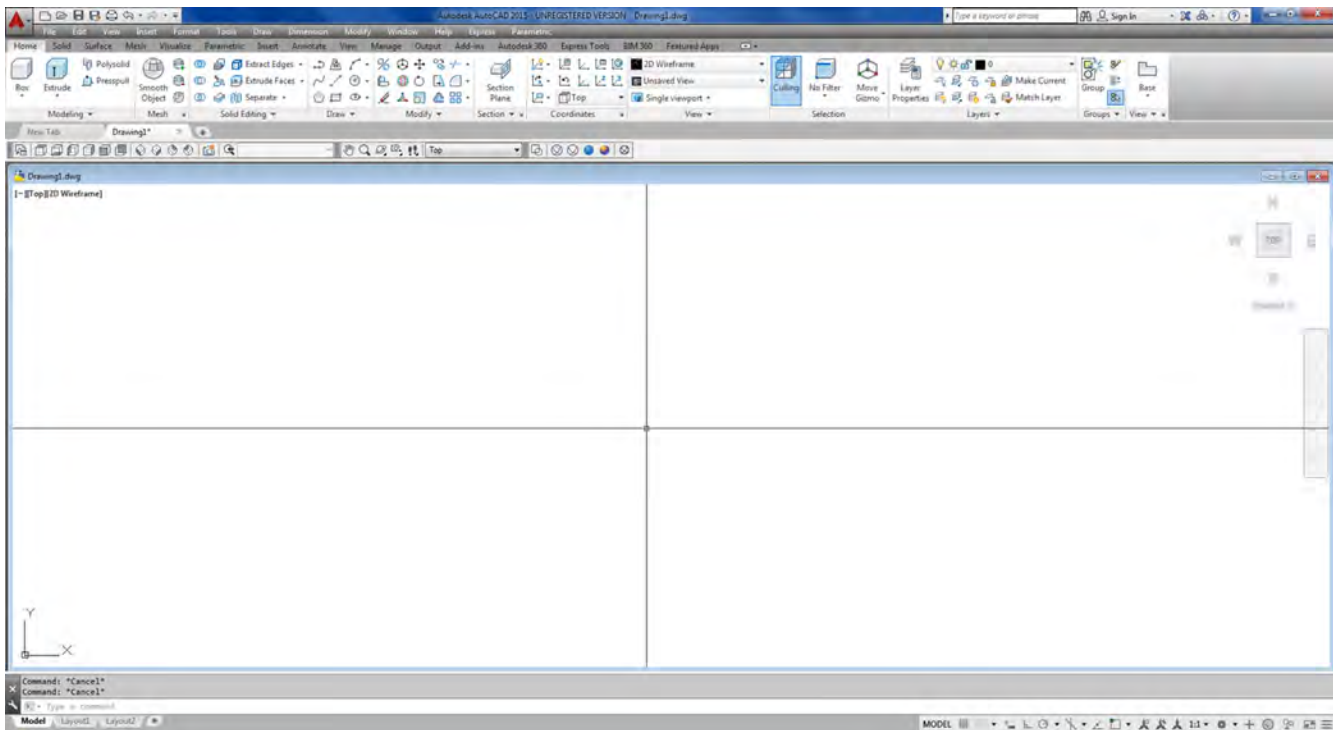 Autodesk AutoCAD 2015 - UNREGISTERED VERSION Drawing1.dwg Type a keyword or phrase Sign In
File Edit View Insert Format Tools Draw Dimension Modify Window Help Express Parametric
Home Solid Surface Mesh Visualize Parametric Insert Annotate View Manage Output Add-ins Autodesk 360 Express Tools BIM 360 Featured Apps
Polysolid Extract Edges 2D Wireframe 0
Presspull Extrude Faces Unsaved View Make Current
Box Extrude Smooth Object Separate Section Plane Top Single viewport Culling No Filter Move Gizmo Layer Properties Match Layer Group Base
Modeling Mesh Solid Editing Draw Modify Section Coordinates View Selection Layers Groups View
New Tab Drawing1*
Top Top
Drawing1.dwg
[-][Top][2D Wireframe]
N
W TOP E
S
Unnamed
Y
X
Command: *Cancel*
Command: *Cancel*
Type a command
Model Layout1 Layout2 MODEL 1:1